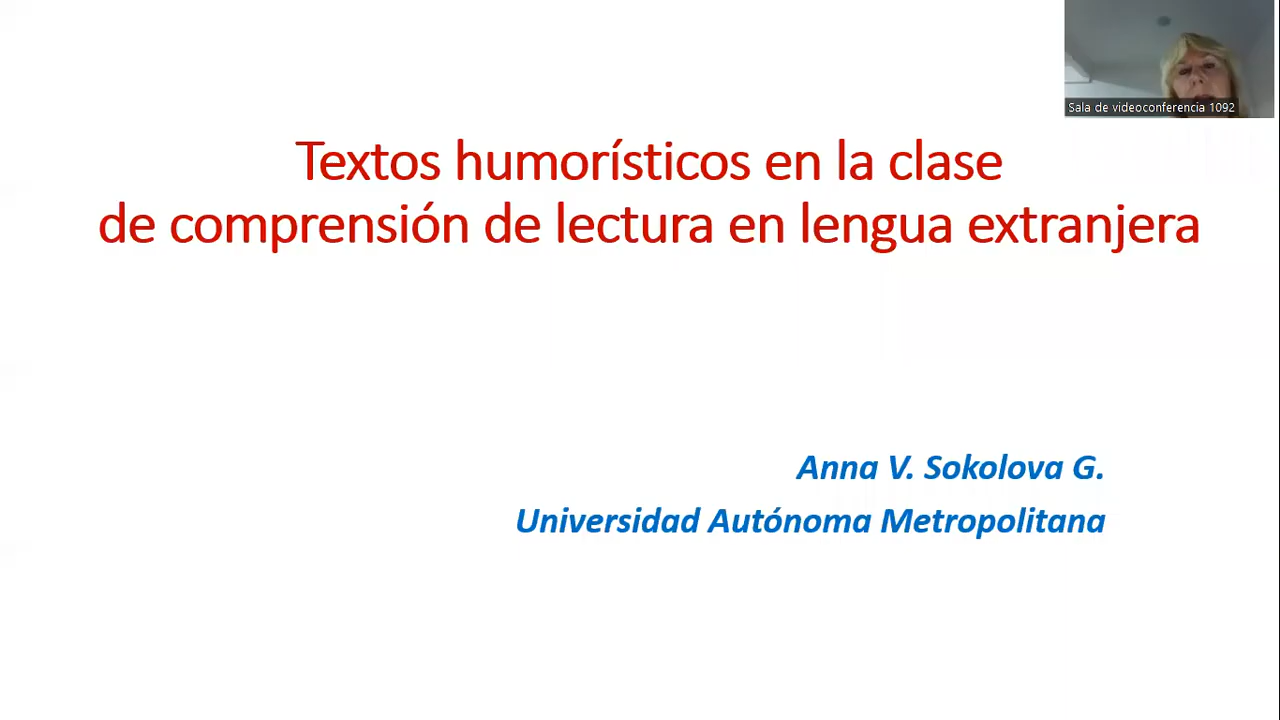 Sala de videoconferencia 1092
Textos humorísticos en la clase
de comprensión de lectura en lengua extranjera
Anna V. Sokolova G.
Universidad Autónoma Metropolitana